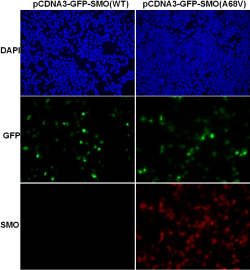 pCDNA3-GFP-SMO(WT) pCDNA3-GFP-SMO(A68V)
DAPI
GFP
SMO